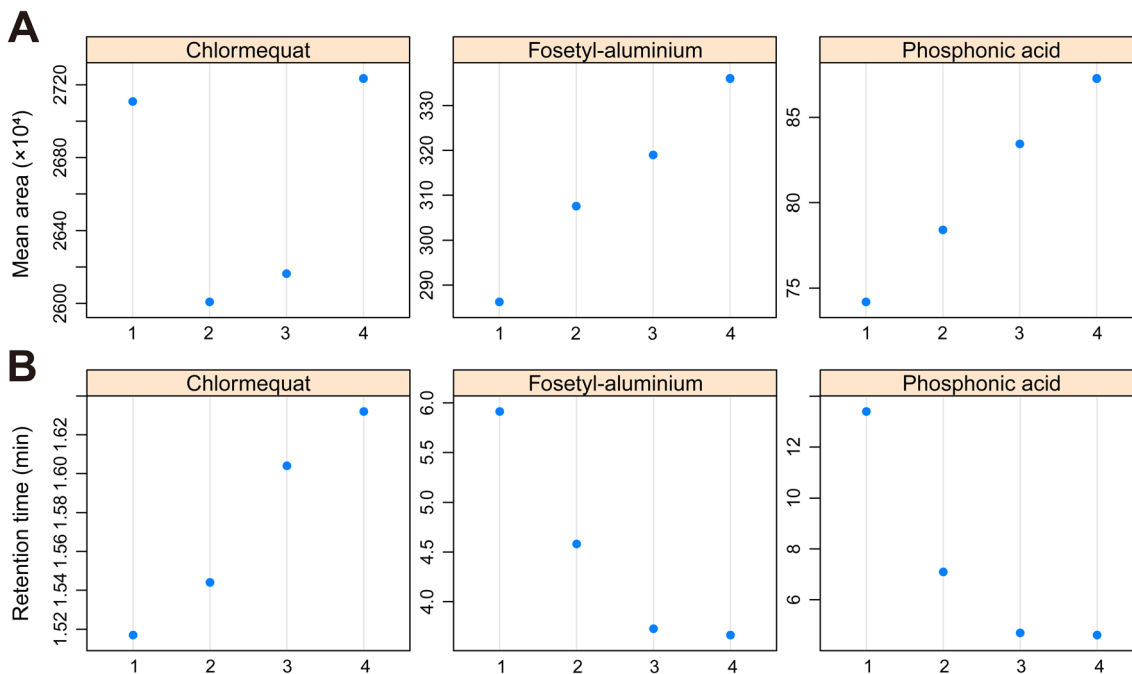 A
Chlormequat
Fosetyl-aluminium
Phosphonic acid
Mean area (×10⁴)
2600 2640 2680 2720
290 300 310 320 330
75 80 85
1 2 3 4
1 2 3 4
1 2 3 4
B
Chlormequat
Fosetyl-aluminium
Phosphonic acid
Retention time (min)
1.52 1.54 1.56 1.58 1.60 1.62
4.0 4.5 5.0 5.5 6.0
6 8 10 12
1 2 3 4
1 2 3 4
1 2 3 4